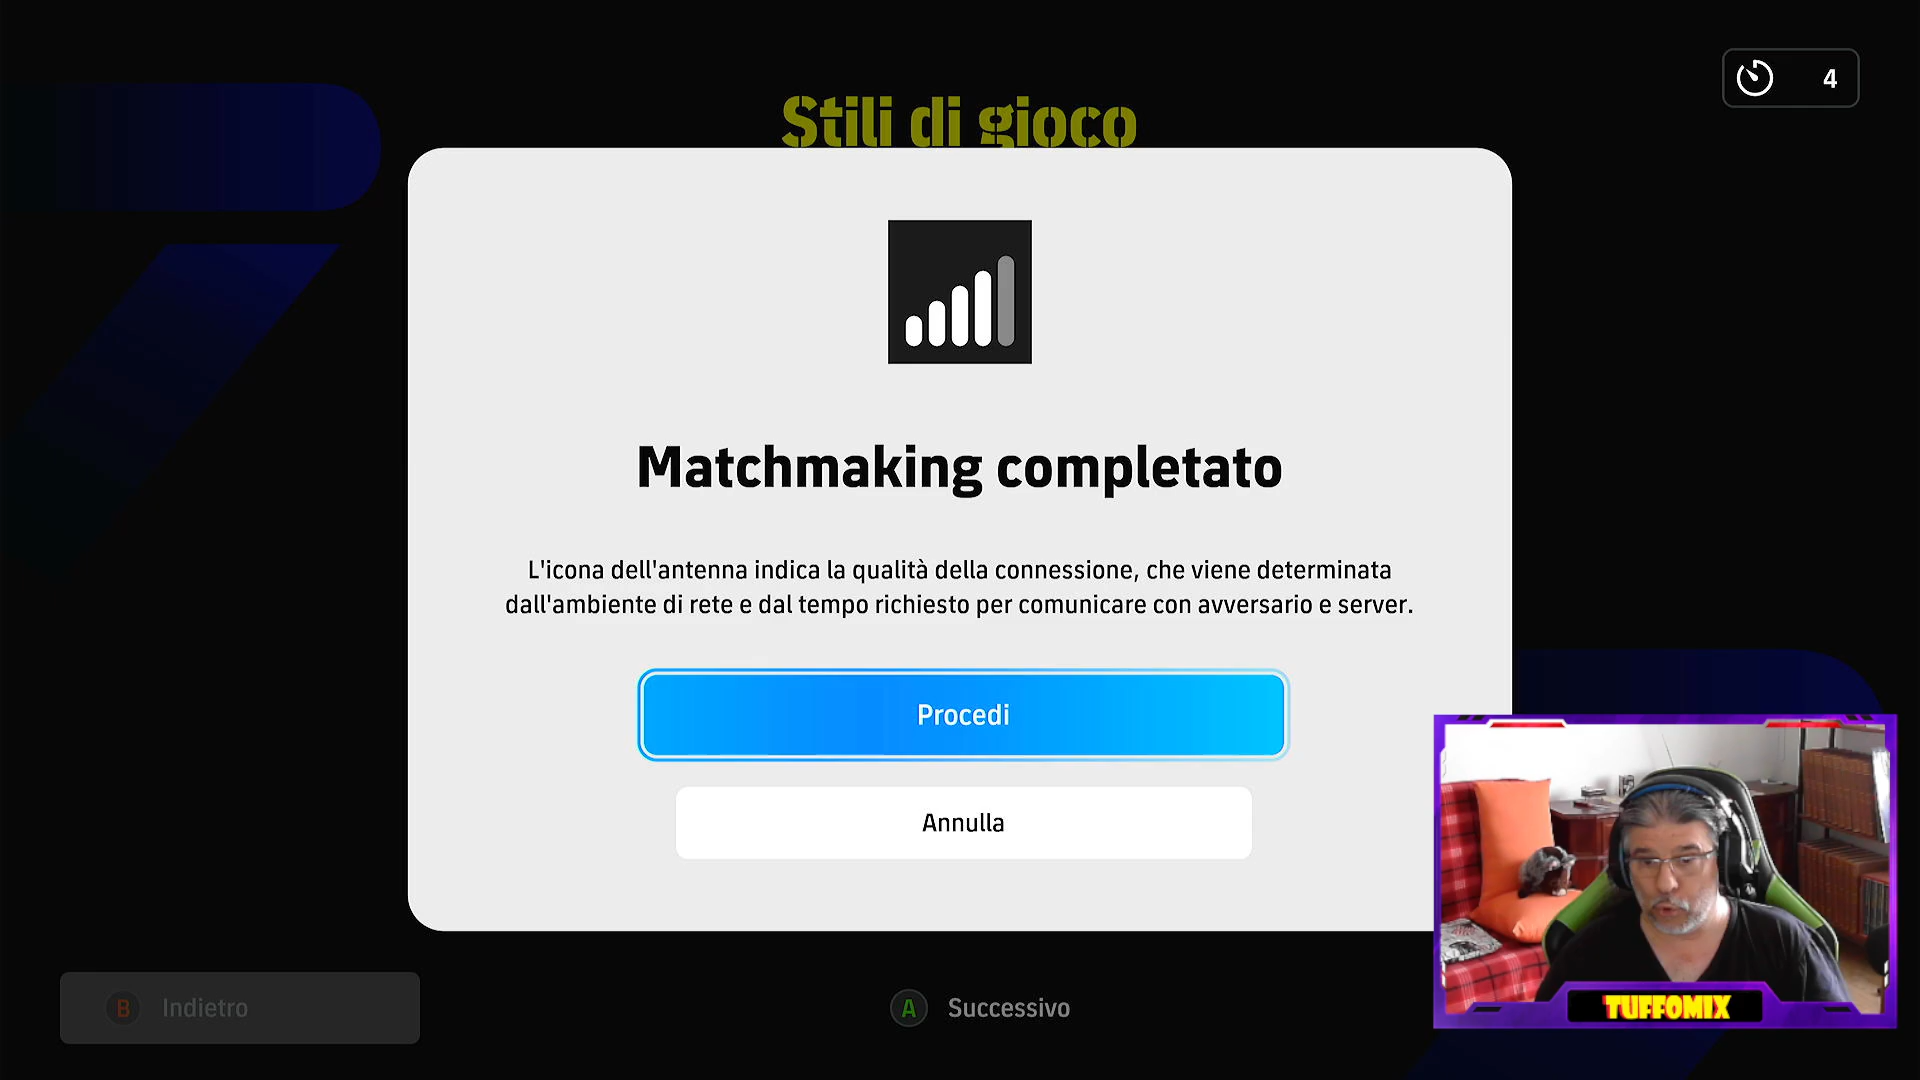 4
Stili di gioco
Matchmaking completato
L'icona dell'antenna indica la qualità della connessione, che viene determinata
dall'ambiente di rete e dal tempo richiesto per comunicare con avversario e server.
Procedi
Annulla
B Indietro
A Successivo
TUFFOMIX